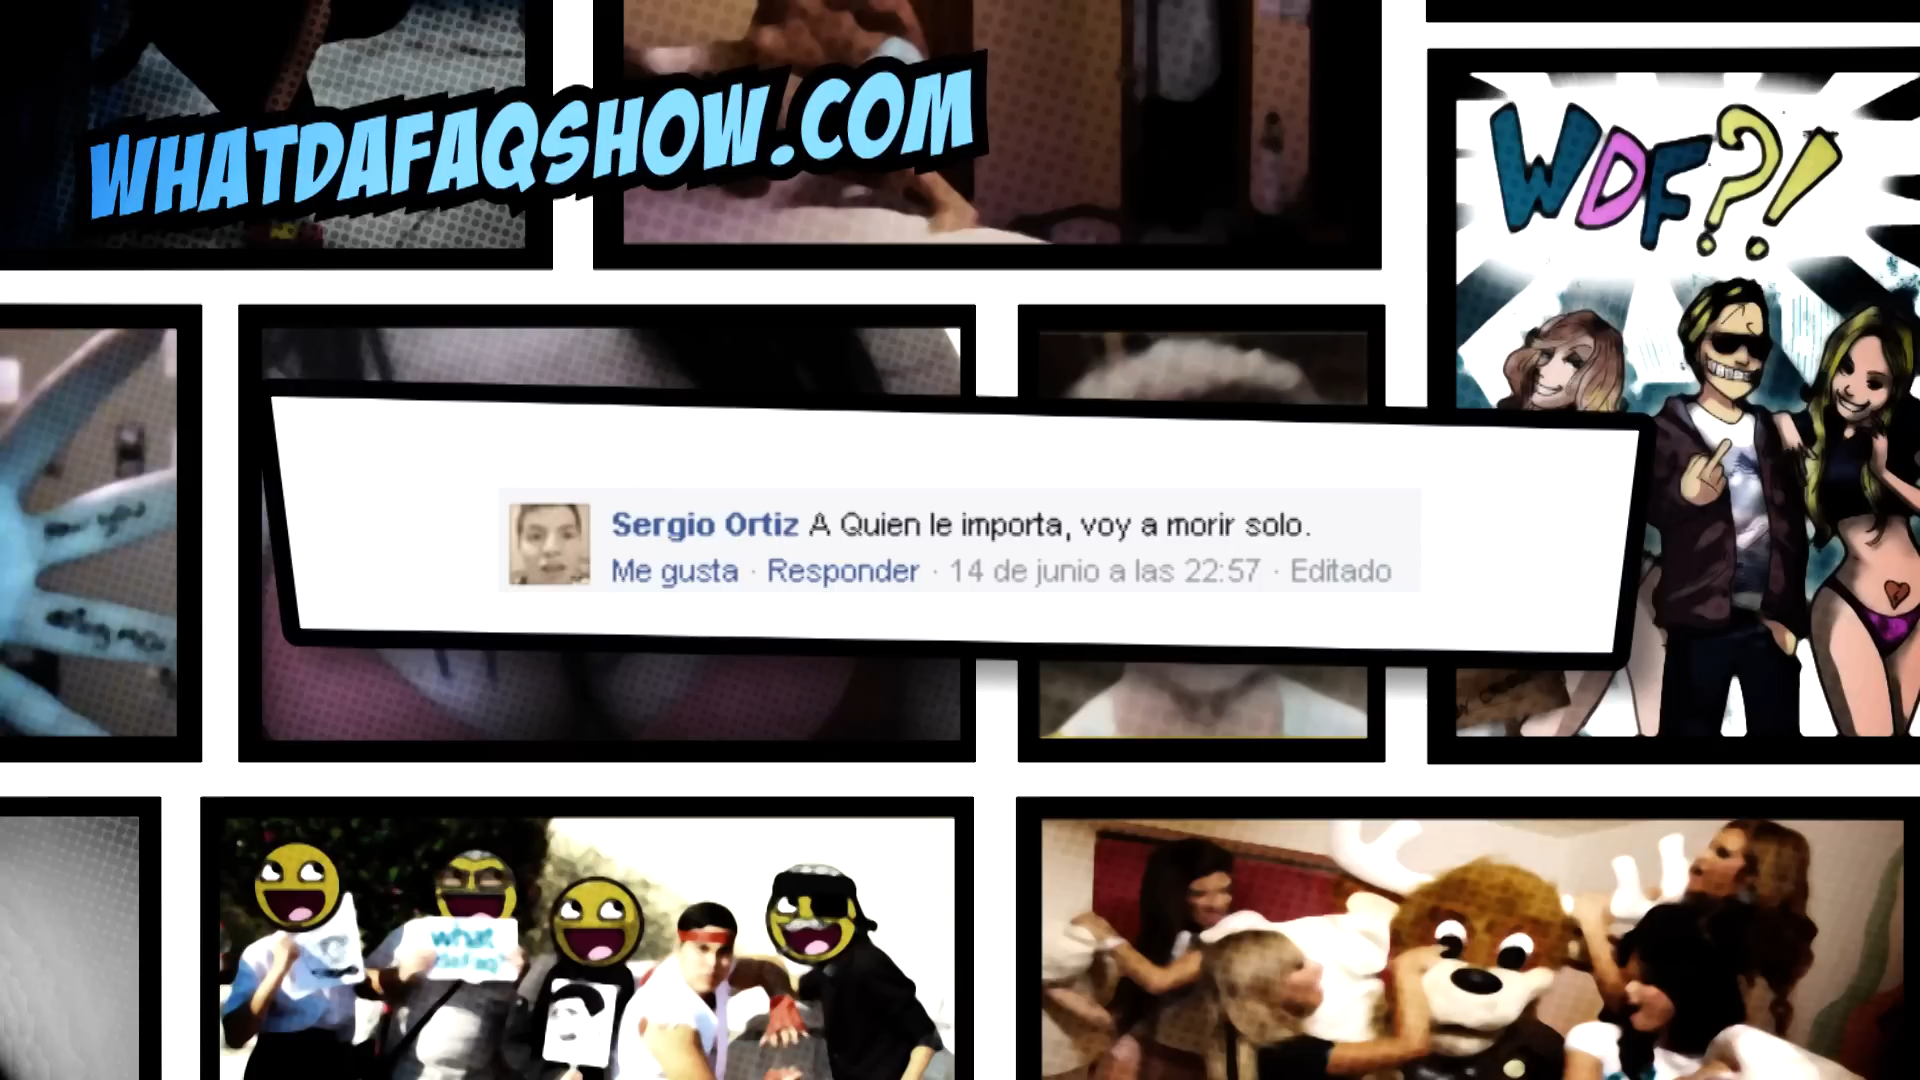 WHATDAFAQSHOW.COM
WDF?!
Sergio Ortiz A Quien le importa, voy a morir solo.
Me gusta · Responder · 14 de junio a las 22:57 · Editado
what